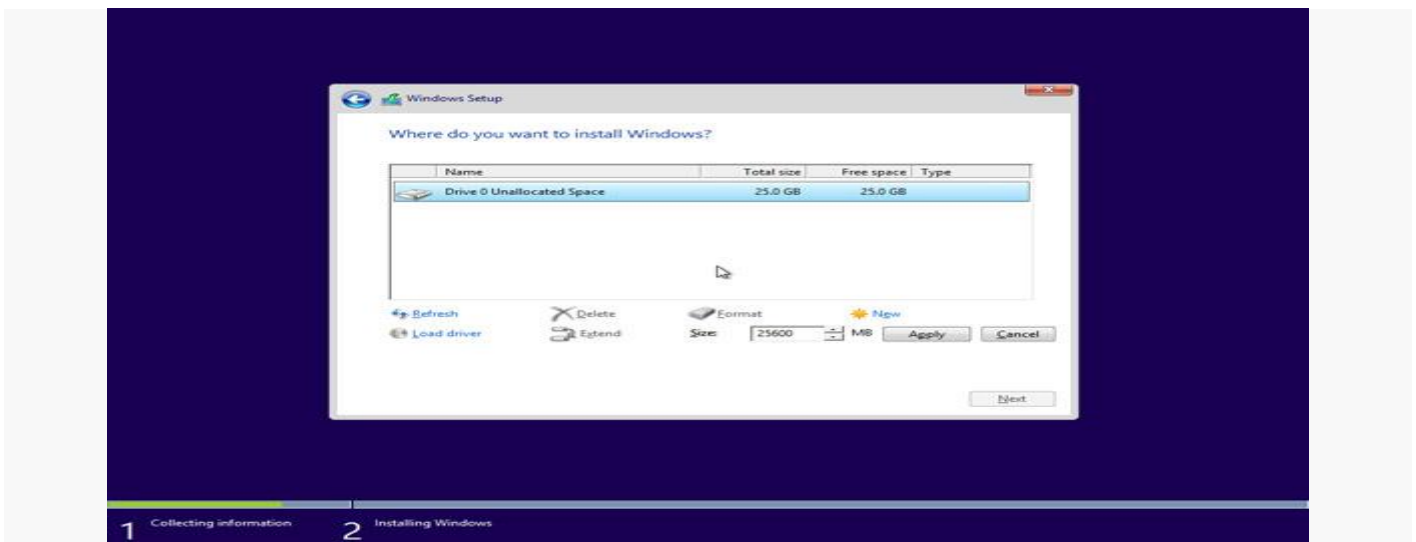 Windows Setup
Where do you want to install Windows?
Name Total size Free space Type
Drive 0 Unallocated Space 25.0 GB 25.0 GB
Refresh Delete Format New
Load driver Extend Size: 25600 MB Apply Cancel
Next
1 Collecting information 2 Installing Windows